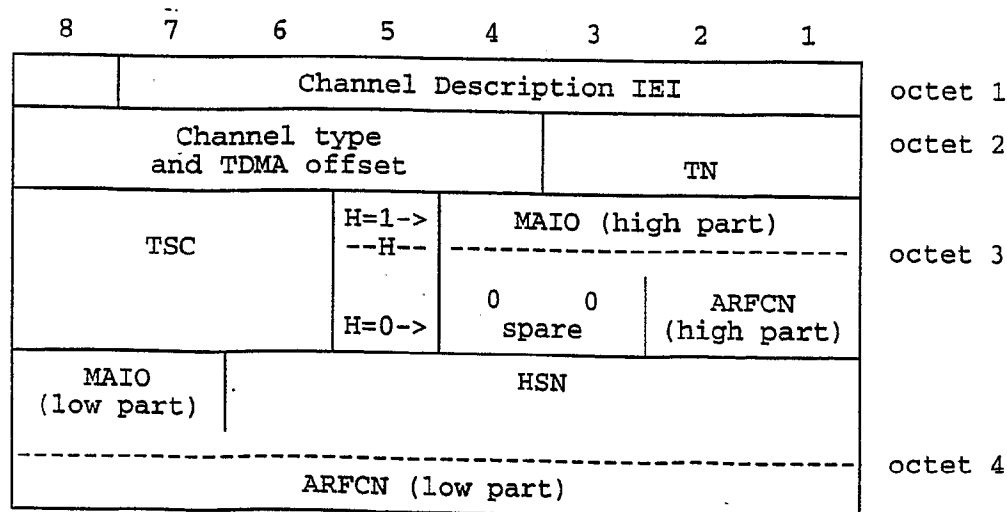 8 7 6 5 4 3 2 1
Channel Description IEI octet 1
Channel type
and TDMA offset TN octet 2
TSC H=1-> MAIO (high part)
--H-- octet 3
0 0 ARFCN
H=0-> spare (high part)
MAIO HSN
(low part)
octet 4
ARFCN (low part)